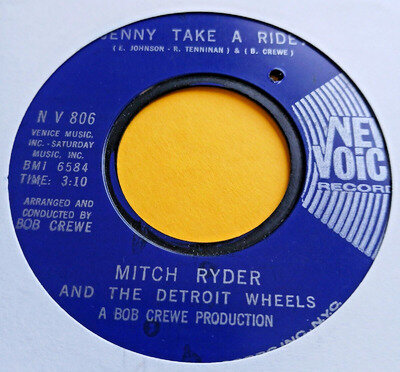 JENNY TAKE A RIDE!
( E. JOHNSON - R. TENNINAN ) & ( B. CREWE )
N V 806
VENICE MUSIC,
INC. - SATURDAY
MUSIC, INC.
BMI 6584
TIME: 3:10
ARRANGED AND
CONDUCTED BY
BOB CREWE
NEW
VOICE
RECORDS
MITCH RYDER
AND THE DETROIT WHEELS
A BOB CREWE PRODUCTION
INC. N.Y.C.